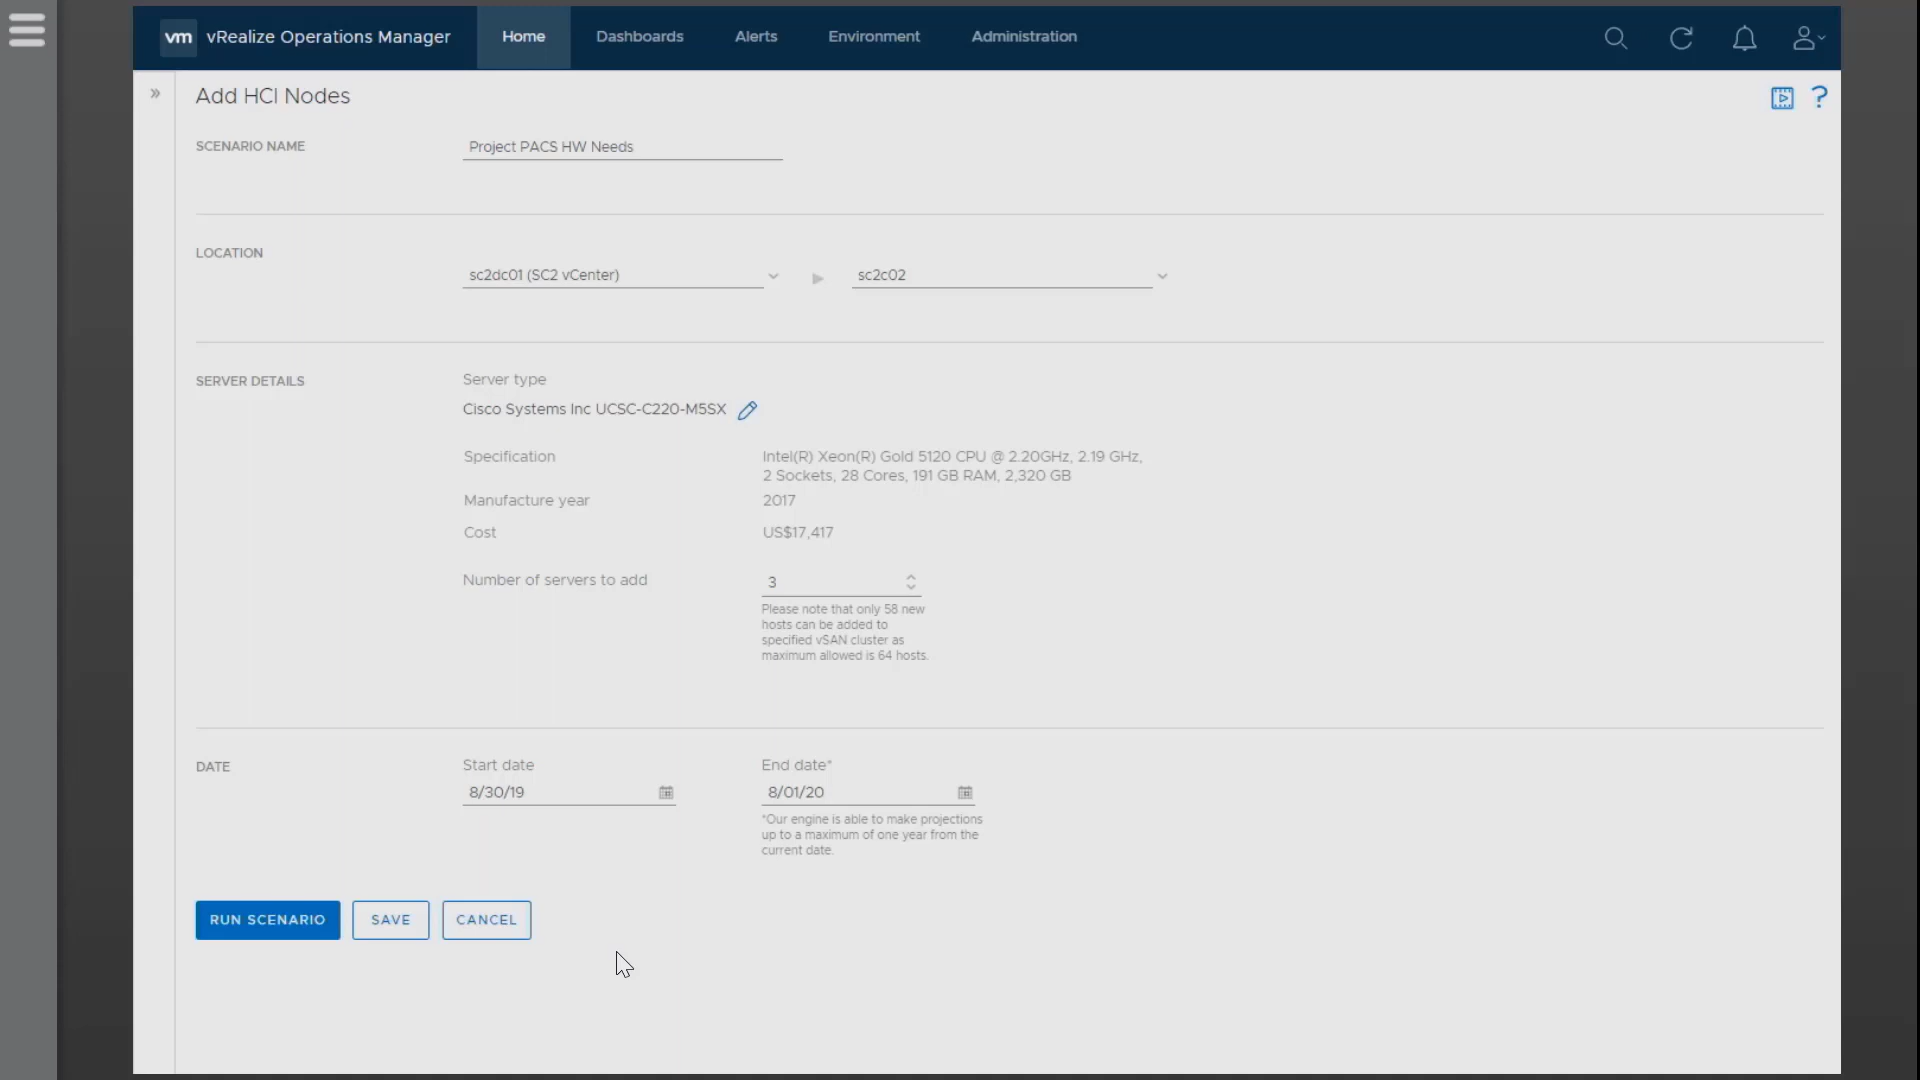 vm vRealize Operations Manager Home Dashboards Alerts Environment Administration
» Add HCI Nodes ?
SCENARIO NAME Project PACS HW Needs
LOCATION
sc2dc01 (SC2 vCenter) sc2c02
SERVER DETAILS Server type
Cisco Systems Inc UCSC-C220-M5SX
Specification Intel(R) Xeon(R) Gold 5120 CPU @ 2.20GHz, 2.19 GHz,
2 Sockets, 28 Cores, 191 GB RAM, 2,320 GB
Manufacture year 2017
Cost US$17,417
Number of servers to add 3
Please note that only 58 new
hosts can be added to
specified vSAN cluster as
maximum allowed is 64 hosts.
DATE Start date End date*
8/30/19 8/01/20
*Our engine is able to make projections
up to a maximum of one year from the
current date.
RUN SCENARIO SAVE CANCEL